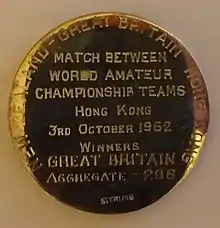 NEW ZEALAND - GREAT BRITAIN - HONG KONG
MATCH BETWEEN
WORLD AMATEUR
CHAMPIONSHIP TEAMS
HONG KONG
3RD OCTOBER 1962
WINNERS
GREAT BRITAIN
AGGREGATE - 298
STERLING